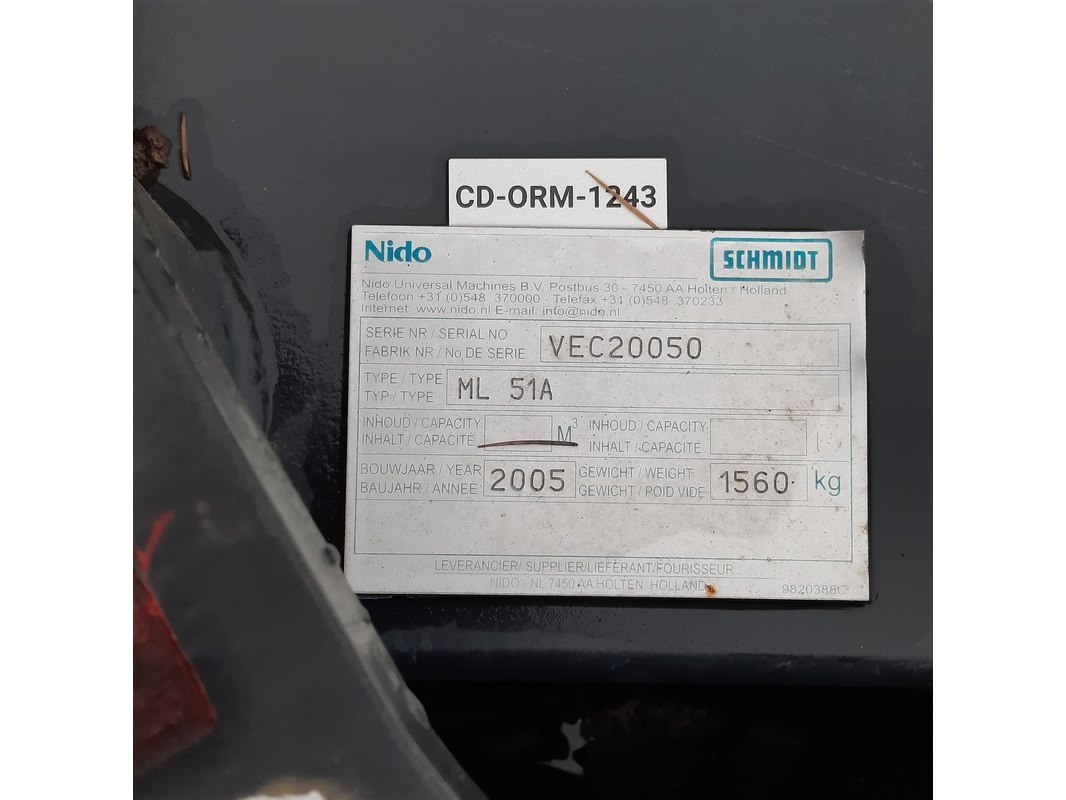 CD-ORM-1243
Nido SCHMIDT
Nido Universal Machines B.V. Postbus 30 - 7450 AA Holten / Holland
Telefoon +31 (0)548 370000 - Telefax +31 (0)548 370233
Internet: www.nido.nl E-mail: info@nido.nl
SERIE NR / SERIAL NO
FABRIK NR / No DE SERIE
VEC20050
TYPE / TYPE
TYP / TYPE
ML 51A
INHOUD / CAPACITY
INHALT / CAPACITÉ
M³
INHOUD / CAPACITY
INHALT / CAPACITÉ
l
BOUWJAAR / YEAR
BAUJAHR / ANNEÉ
2005
GEWICHT / WEIGHT
GEWICHT / POID VIDE
1560 kg
LEVERANCIER/ SUPPLIER/LIEFERANT/FOURISSEUR
NIDO - NL 7450 AA HOLTEN HOLLAND
9820388C